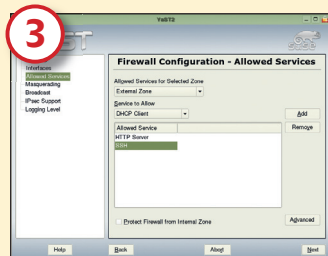 3
YaST2
ST
SUSE
Interfaces
Allowed Services
Masquerading
Broadcast
IPsec Support
Logging Level
Firewall Configuration - Allowed Services
Allowed Services for Selected Zone
External Zone
Service to Allow
DHCP Client
Add
Allowed Service
Remove
HTTP Server
SSH
Protect Firewall from Internal Zone
Advanced
Help
Back
Abort
Next